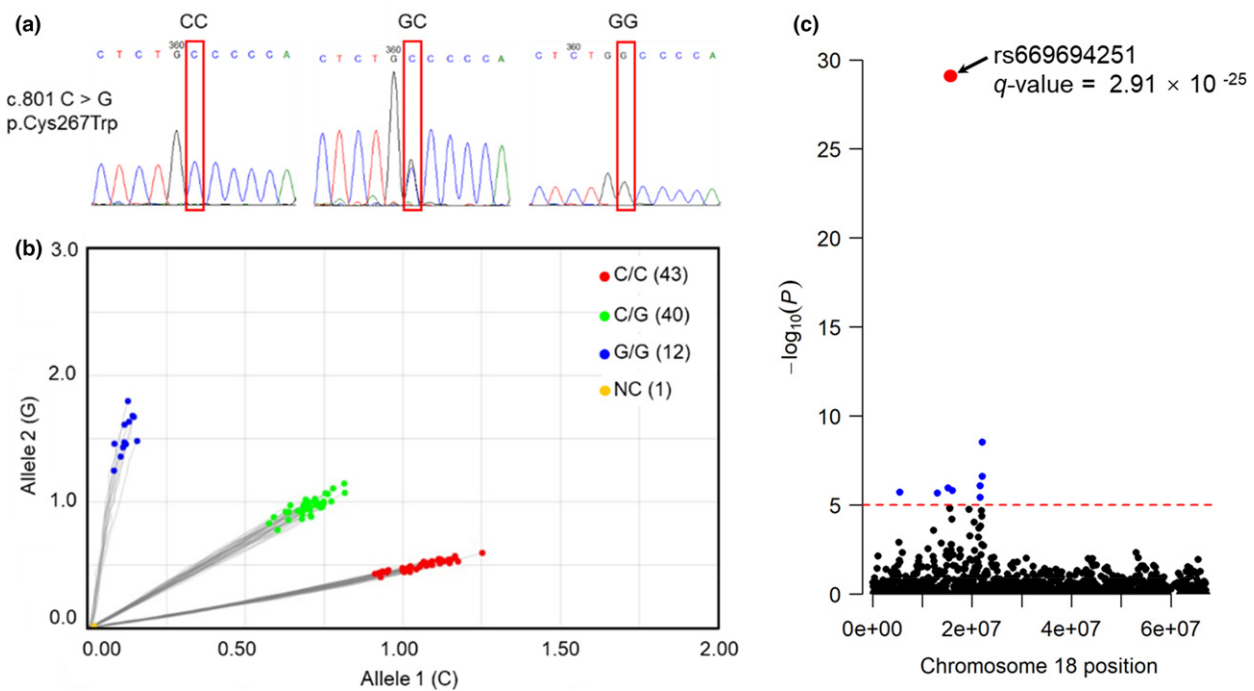 (a)
CC
GC
GG
360
C T C T G C C C C C A
360
C T C T G C C C C C A
360
C T C T G G C C C C A
c.801 C > G
p.Cys267Trp
(b)
3.0
2.0
1.0
0.0
Allele 2 (G)
C/C (43)
C/G (40)
G/G (12)
NC (1)
0.00 0.50 1.00 1.50 2.00
Allele 1 (C)
(c)
rs669694251
q-value = 2.91 × 10 -25
30
25
20
15
10
5
0
−log10(P)
0e+00 2e+07 4e+07 6e+07
Chromosome 18 position